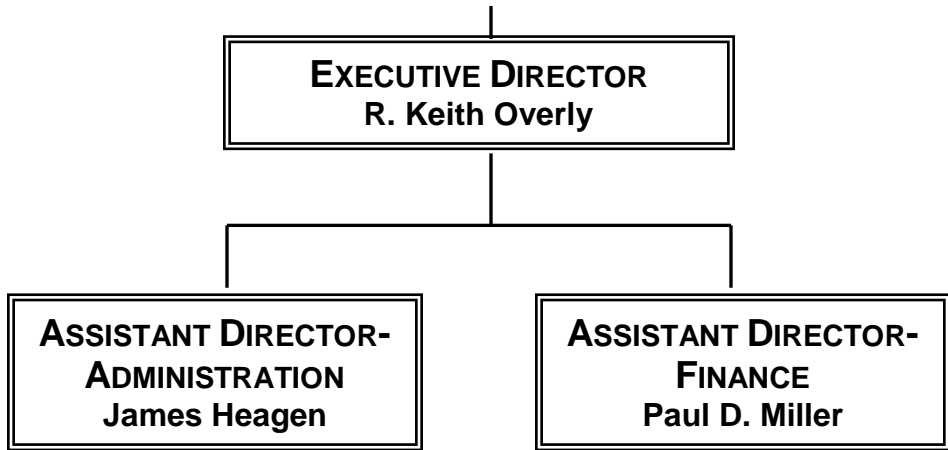 EXECUTIVE DIRECTOR
R. Keith Overly
ASSISTANT DIRECTOR-
ADMINISTRATION
James Heagen
ASSISTANT DIRECTOR-
FINANCE
Paul D. Miller